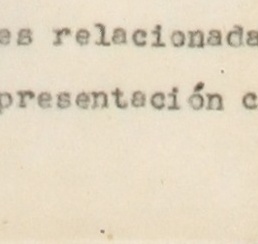 es relacionada
presentación c